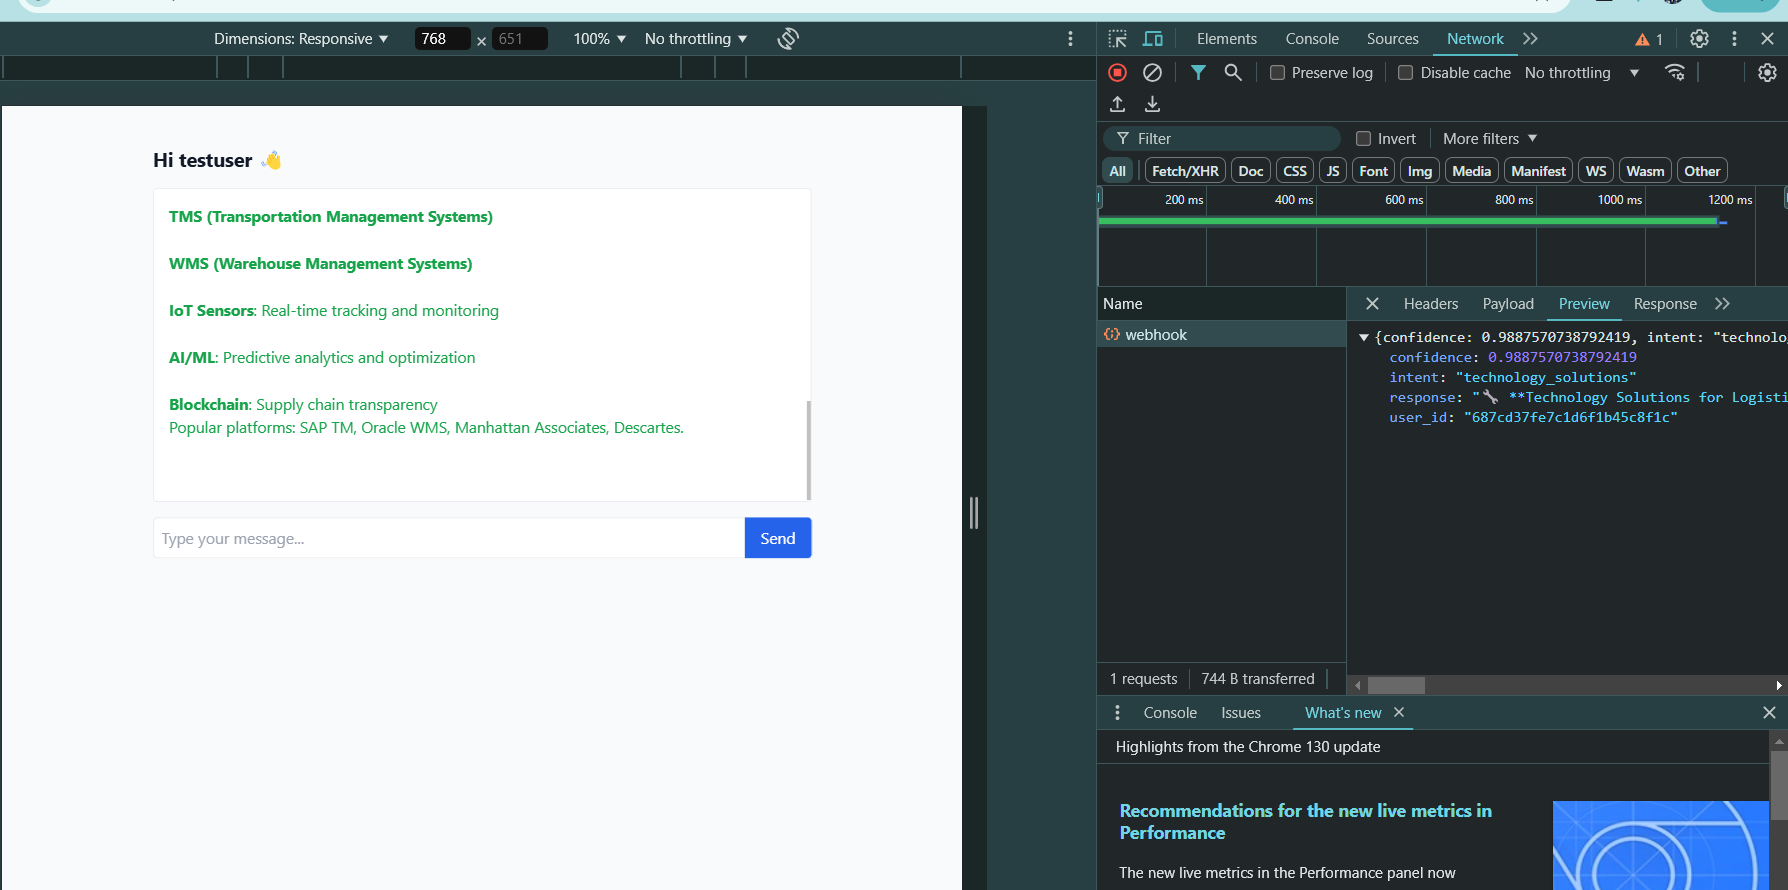 Dimensions: Responsive
768
×
651
100%
No throttling
Elements
Console
Sources
Network
1
Preserve log
Disable cache
No throttling
Filter
Invert
More filters
All
Fetch/XHR
Doc
CSS
JS
Font
Img
Media
Manifest
WS
Wasm
Other
200 ms
400 ms
600 ms
800 ms
1000 ms
1200 ms
Hi testuser 👋
TMS (Transportation Management Systems)
WMS (Warehouse Management Systems)
IoT Sensors: Real-time tracking and monitoring
AI/ML: Predictive analytics and optimization
Blockchain: Supply chain transparency
Popular platforms: SAP TM, Oracle WMS, Manhattan Associates, Descartes.
Type your message...
Send
Name
webhook
Headers
Payload
Preview
Response
{confidence: 0.9887570738792419, intent: "technolo
confidence: 0.9887570738792419
intent: "technology_solutions"
response: "🔧 **Technology Solutions for Logisti
user_id: "687cd37fe7c1d6f1b45c8f1c"
1 requests
744 B transferred
Console
Issues
What's new
Highlights from the Chrome 130 update
Recommendations for the new live metrics in
Performance
The new live metrics in the Performance panel now